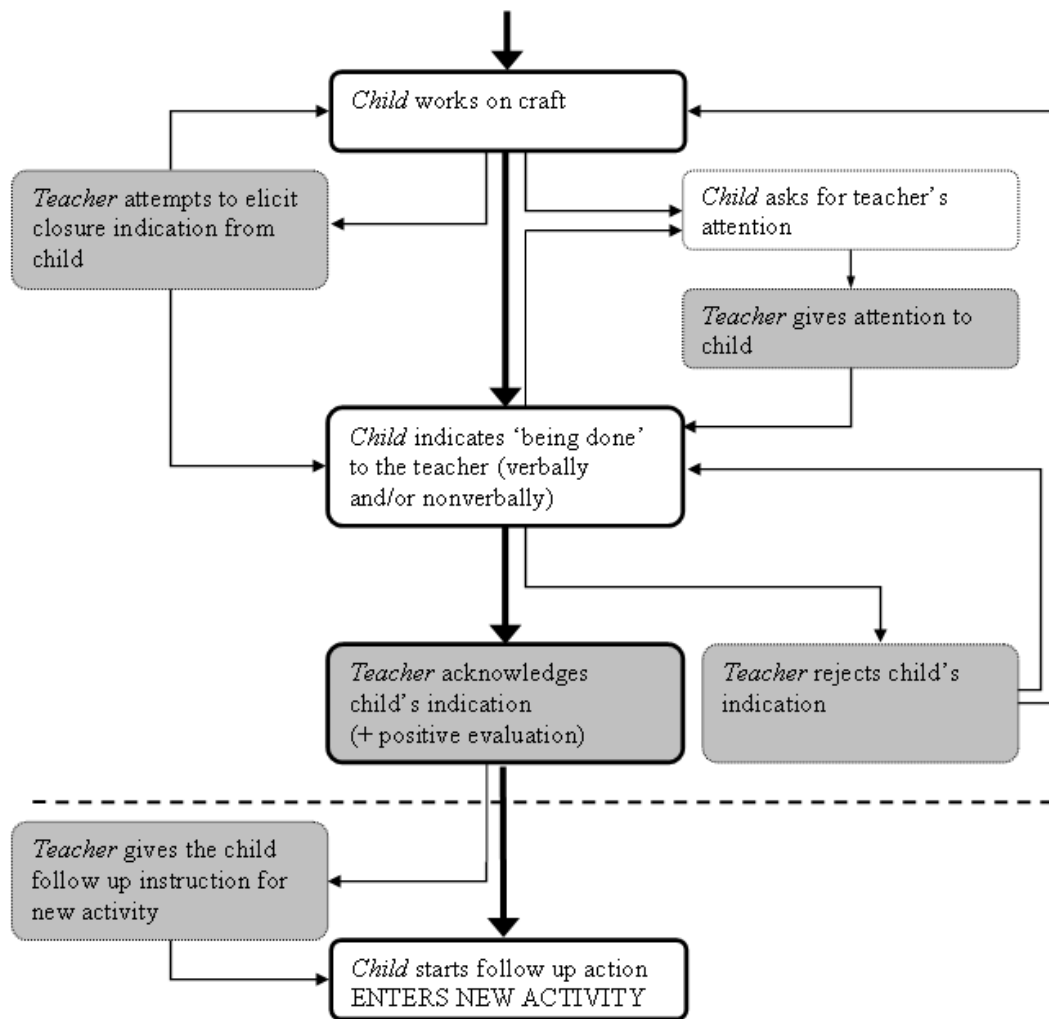 Child works on craft
Teacher attempts to elicit
closure indication from
child
Child asks for teacher’s
attention
Teacher gives attention to
child
Child indicates ‘being done’
to the teacher (verbally
and/or nonverbally)
Teacher acknowledges
child’s indication
(+ positive evaluation)
Teacher rejects child’s
indication
Teacher gives the child
follow up instruction for
new activity
Child starts follow up action
ENTERS NEW ACTIVITY